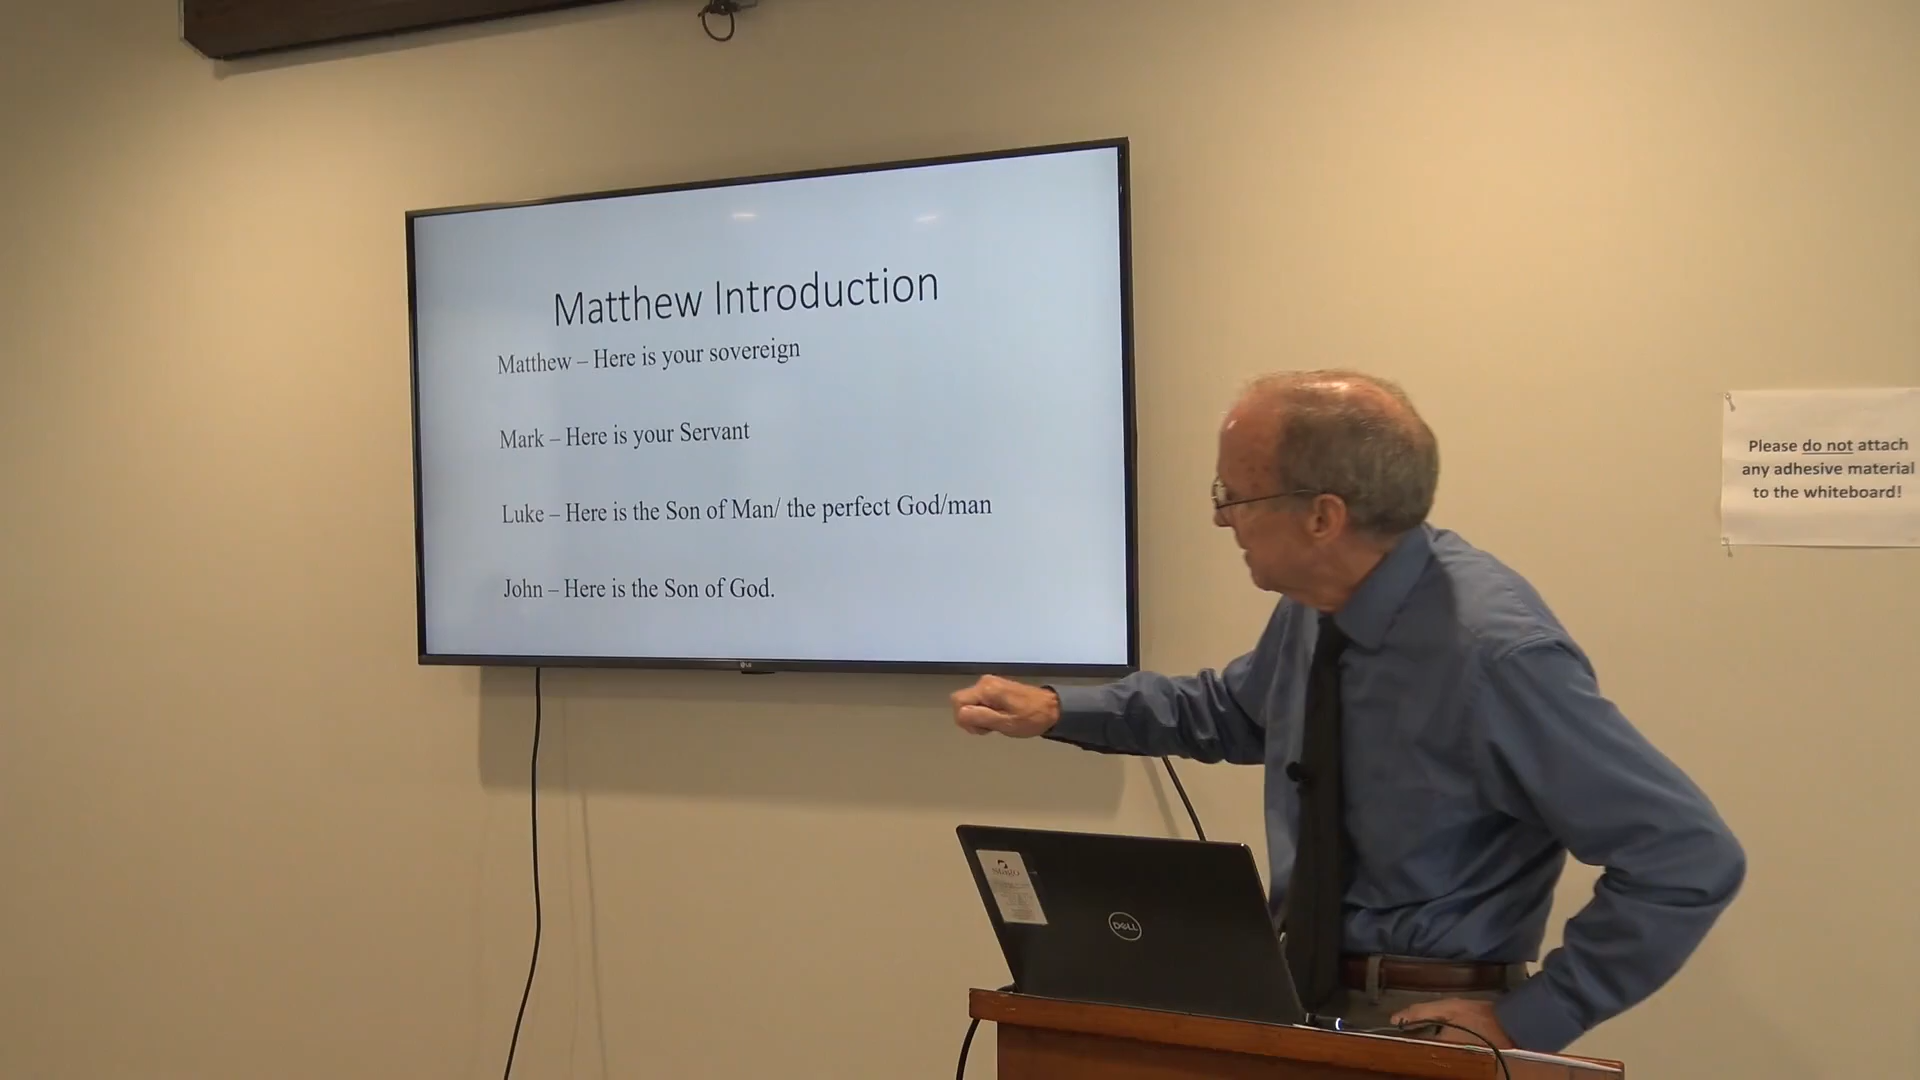 Matthew Introduction
Matthew – Here is your sovereign
Mark – Here is your Servant
Luke – Here is the Son of Man/ the perfect God/man
John – Here is the Son of God.
LG
Please do not attach
any adhesive material
to the whiteboard!
DELL